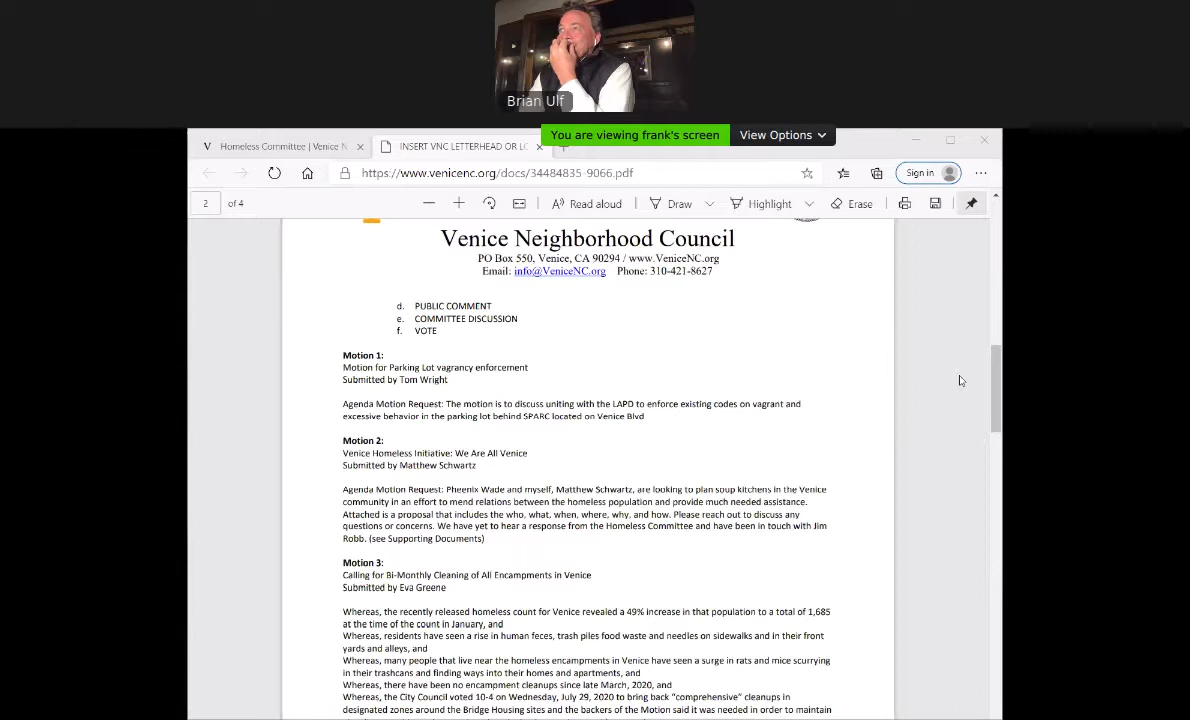 Brian Ulf
You are viewing frank's screen View Options
V Homeless Committee | Venice N INSERT VNC LETTERHEAD OR LC
https://www.venicenc.org/docs/34484835-9066.pdf Sign in
2 of 4 Read aloud Draw Highlight Erase
Venice Neighborhood Council
PO Box 550, Venice, CA 90294 / www.VeniceNC.org
Email: info@VeniceNC.org Phone: 310-421-8627
d. PUBLIC COMMENT
e. COMMITTEE DISCUSSION
f. VOTE
Motion 1:
Motion for Parking Lot vagrancy enforcement
Submitted by Tom Wright
Agenda Motion Request: The motion is to discuss uniting with the LAPD to enforce existing codes on vagrant and
excessive behavior in the parking lot behind SPARC located on Venice Blvd
Motion 2:
Venice Homeless Initiative: We Are All Venice
Submitted by Matthew Schwartz
Agenda Motion Request: Pheenix Wade and myself, Matthew Schwartz, are looking to plan soup kitchens in the Venice
community in an effort to mend relations between the homeless population and provide much needed assistance.
Attached is a proposal that includes the who, what, when, where, why, and how. Please reach out to discuss any
questions or concerns. We have yet to hear a response from the Homeless Committee and have been in touch with Jim
Robb. (see Supporting Documents)
Motion 3:
Calling for Bi-Monthly Cleaning of All Encampments in Venice
Submitted by Eva Greene
Whereas, the recently released homeless count for Venice revealed a 49% increase in that population to a total of 1,685
at the time of the count in January, and
Whereas, residents have seen a rise in human feces, trash piles food waste and needles on sidewalks and in their front
yards and alleys, and
Whereas, many people that live near the homeless encampments in Venice have seen a surge in rats and mice scurrying
in their trashcans and finding ways into their homes and apartments, and
Whereas, there have been no encampment cleanups since late March, 2020, and
Whereas, the City Council voted 10-4 on Wednesday, July 29, 2020 to bring back "comprehensive" cleanups in
designated zones around the Bridge Housing sites and the backers of the Motion said it was needed in order to maintain